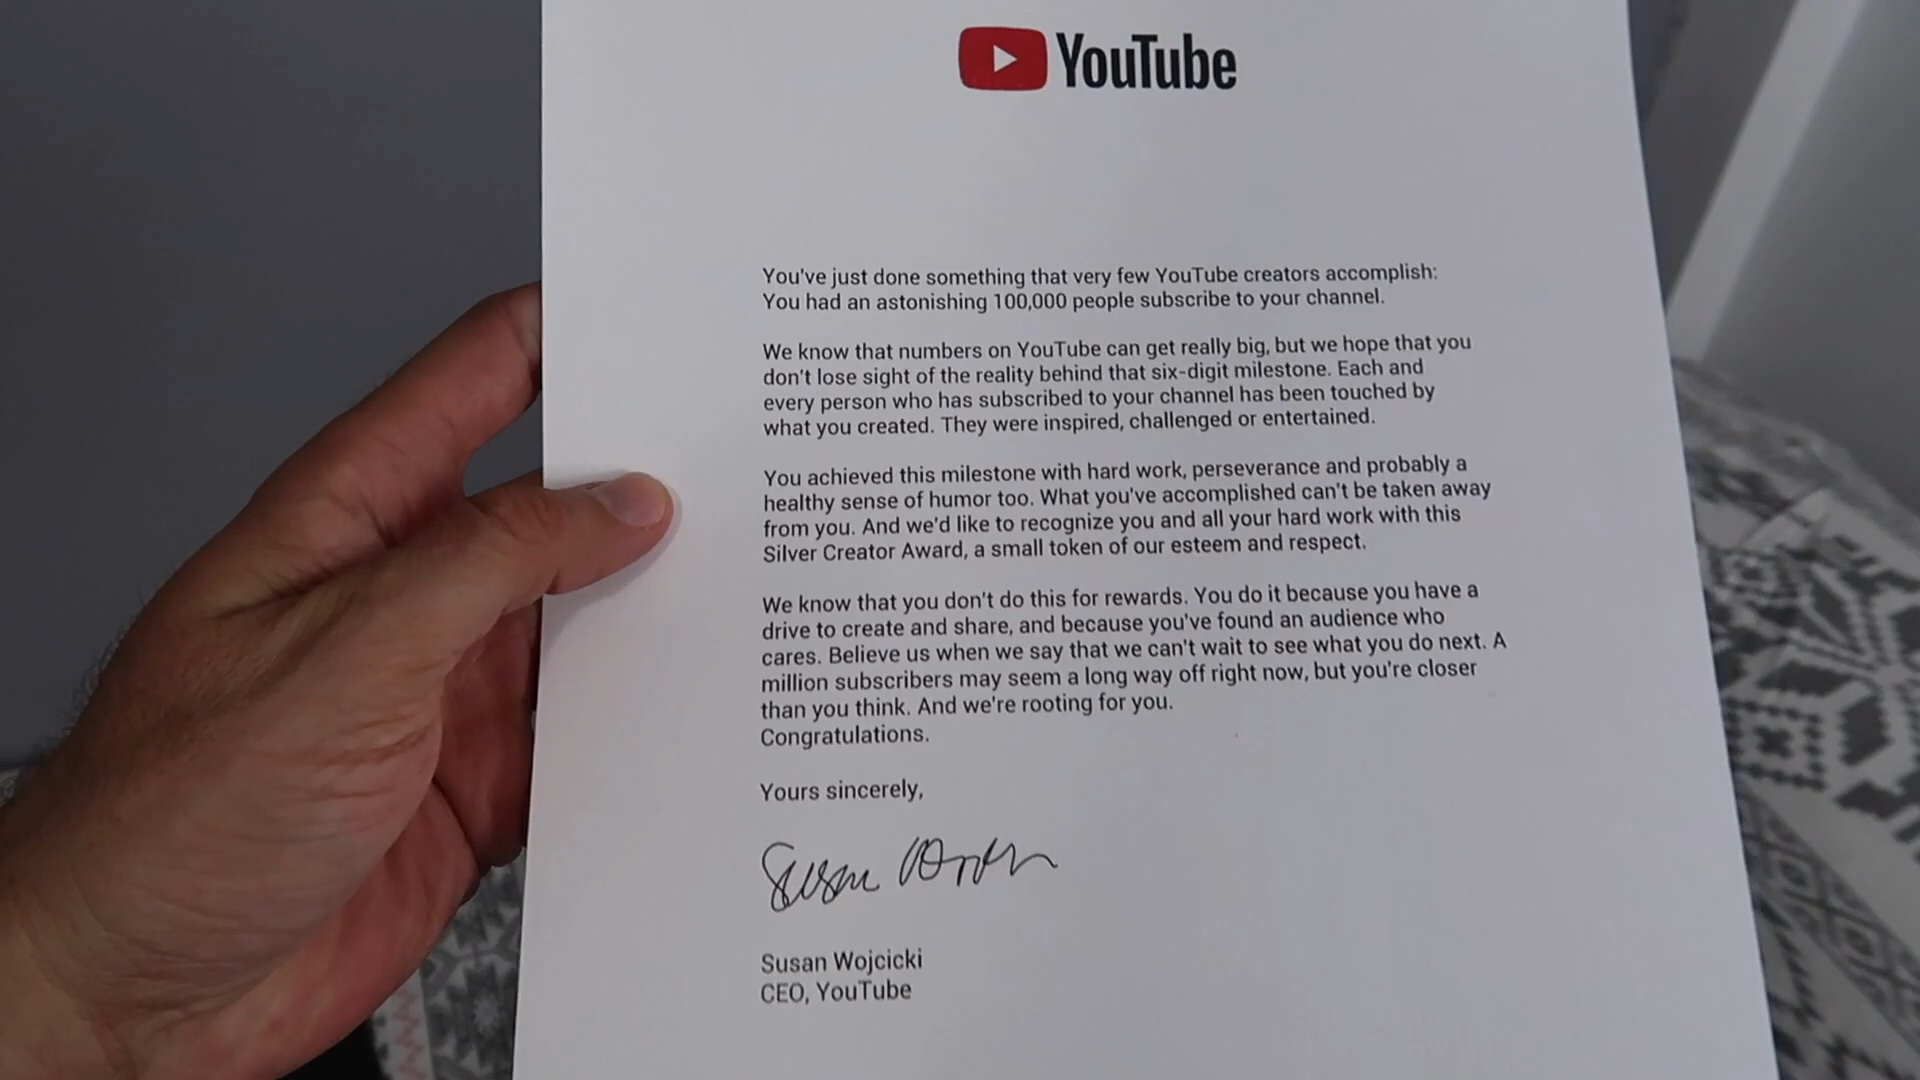 YouTube
You've just done something that very few YouTube creators accomplish:
You had an astonishing 100,000 people subscribe to your channel.
We know that numbers on YouTube can get really big, but we hope that you
don't lose sight of the reality behind that six-digit milestone. Each and
every person who has subscribed to your channel has been touched by
what you created. They were inspired, challenged or entertained.
You achieved this milestone with hard work, perseverance and probably a
healthy sense of humor too. What you've accomplished can't be taken away
from you. And we'd like to recognize you and all your hard work with this
Silver Creator Award, a small token of our esteem and respect.
We know that you don't do this for rewards. You do it because you have a
drive to create and share, and because you've found an audience who
cares. Believe us when we say that we can't wait to see what you do next. A
million subscribers may seem a long way off right now, but you're closer
than you think. And we're rooting for you.
Congratulations.
Yours sincerely,
Susan
Susan Wojcicki
CEO, YouTube